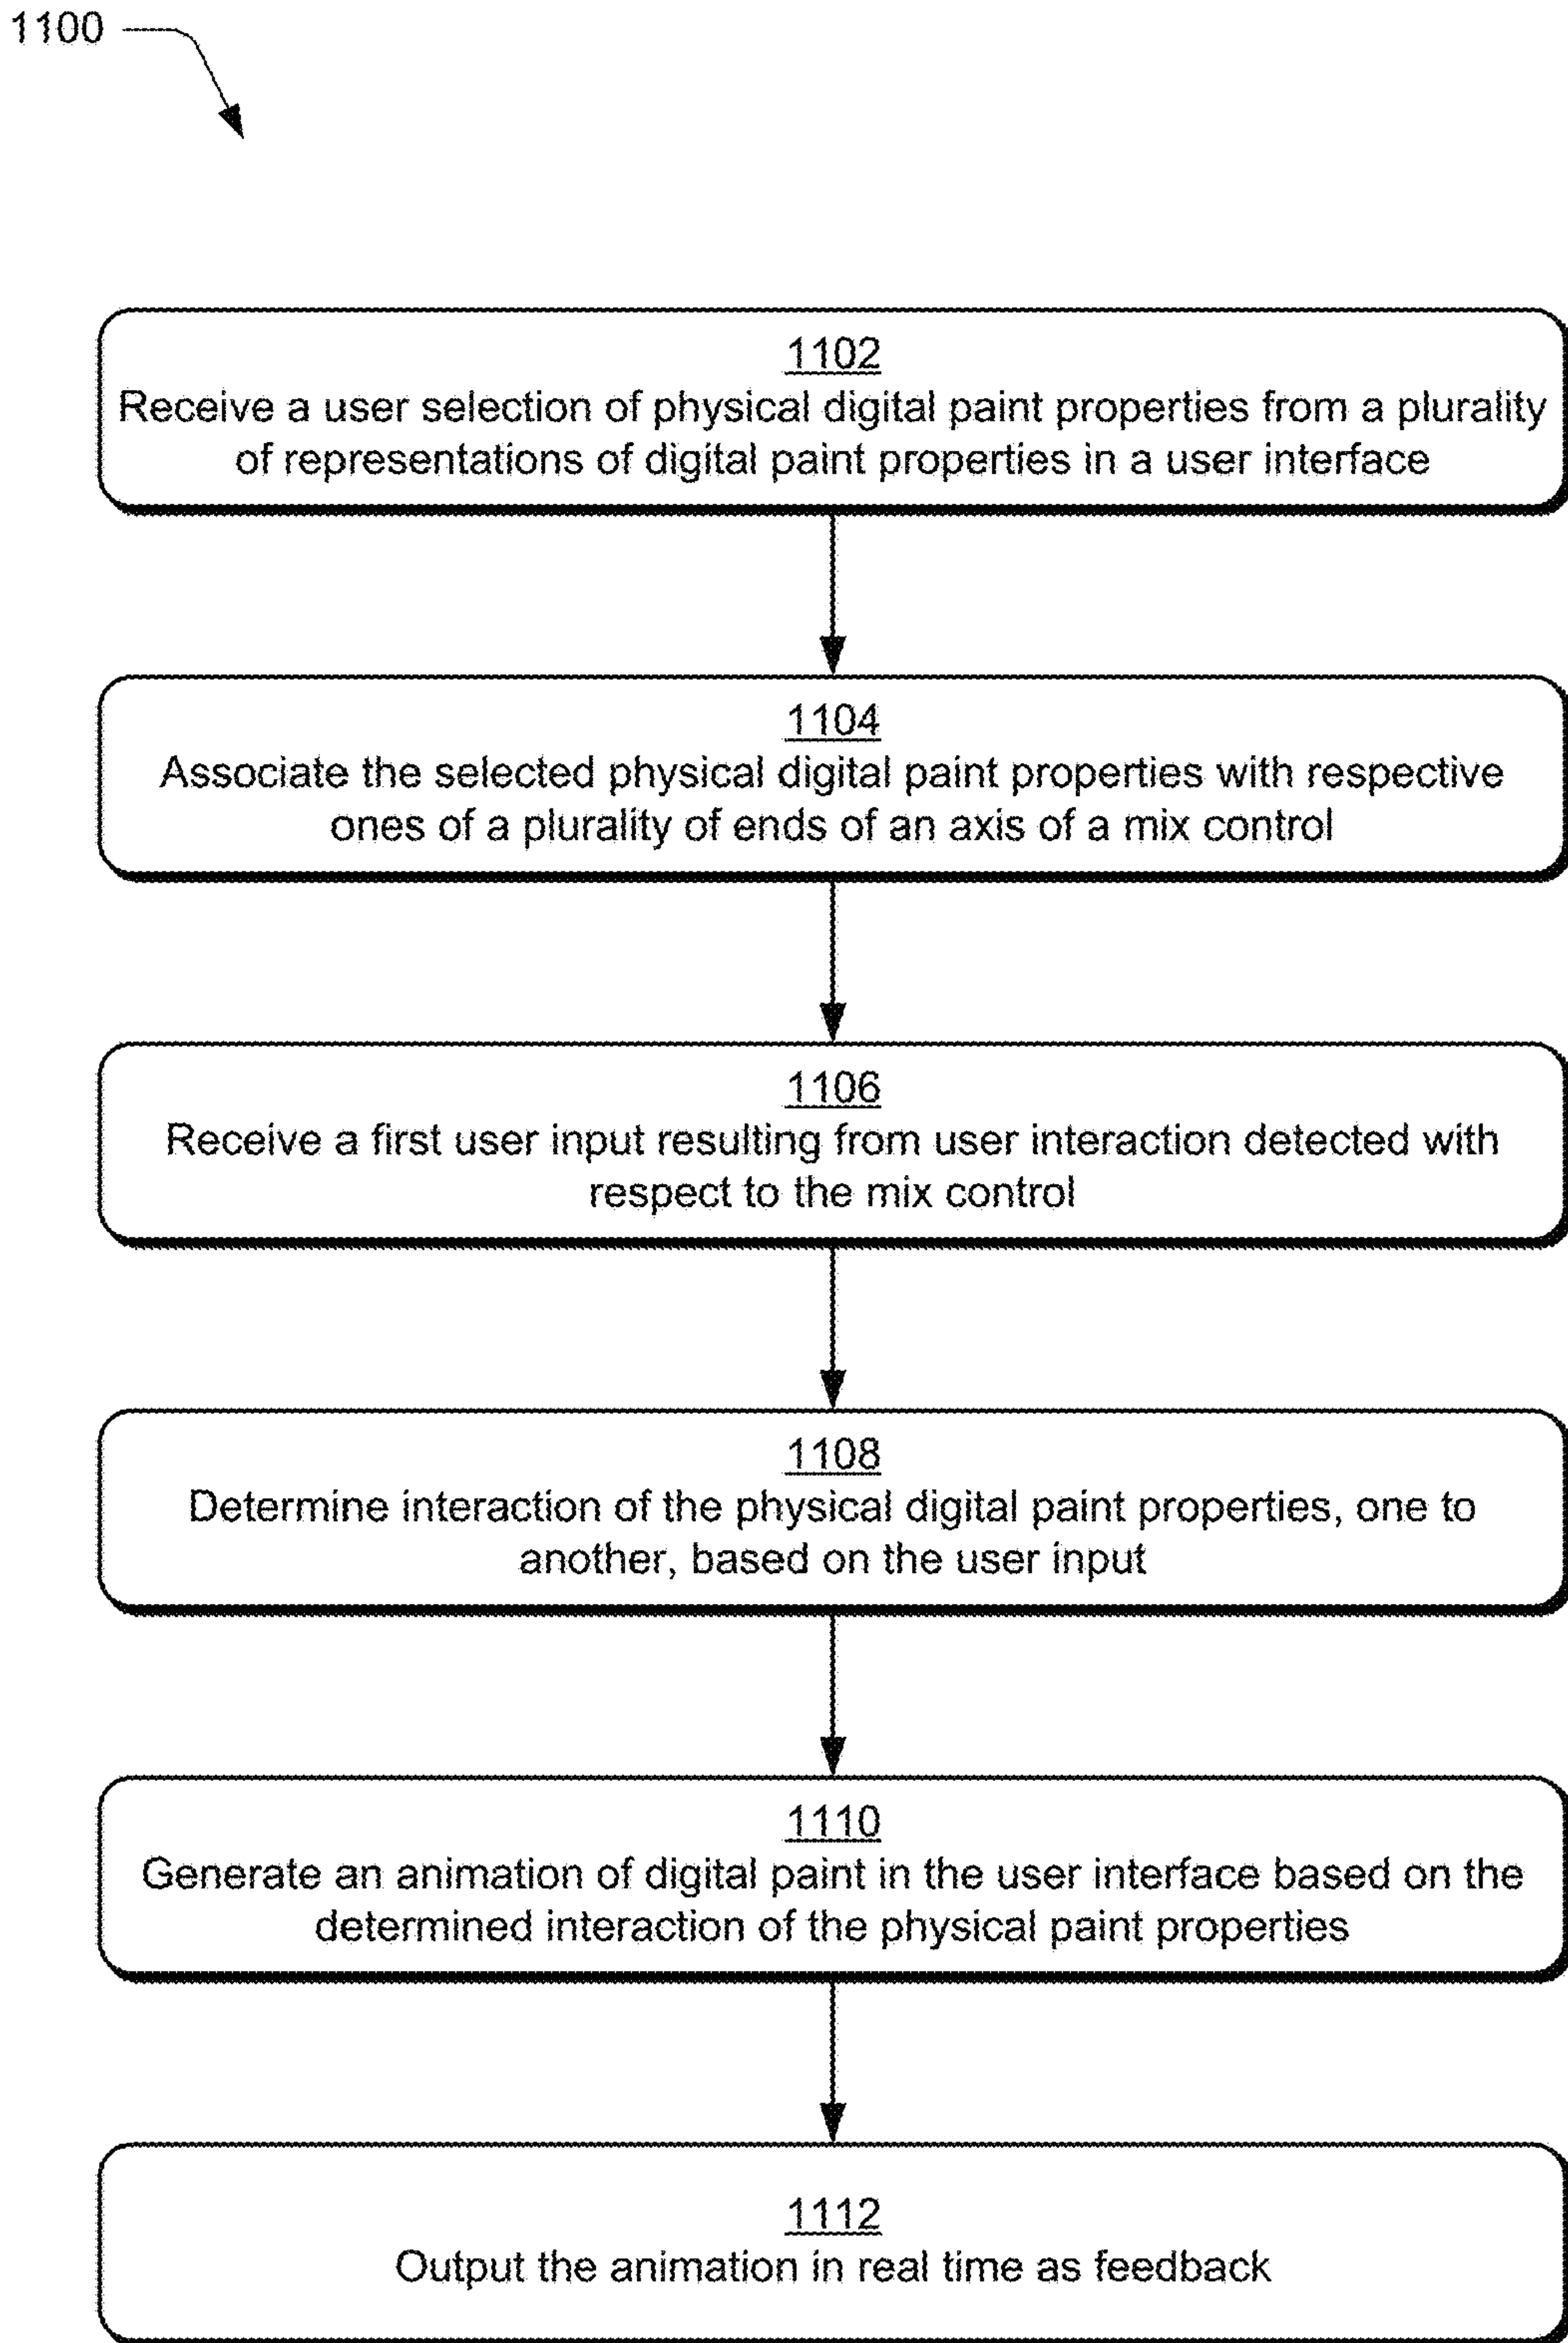 1100
1102
Receive a user selection of physical digital paint properties from a plurality
of representations of digital paint properties in a user interface
1104
Associate the selected physical digital paint properties with respective
ones of a plurality of ends of an axis of a mix control
1106
Receive a first user input resulting from user interaction detected with
respect to the mix control
1108
Determine interaction of the physical digital paint properties, one to
another, based on the user input
1110
Generate an animation of digital paint in the user interface based on the
determined interaction of the physical paint properties
1112
Output the animation in real time as feedback